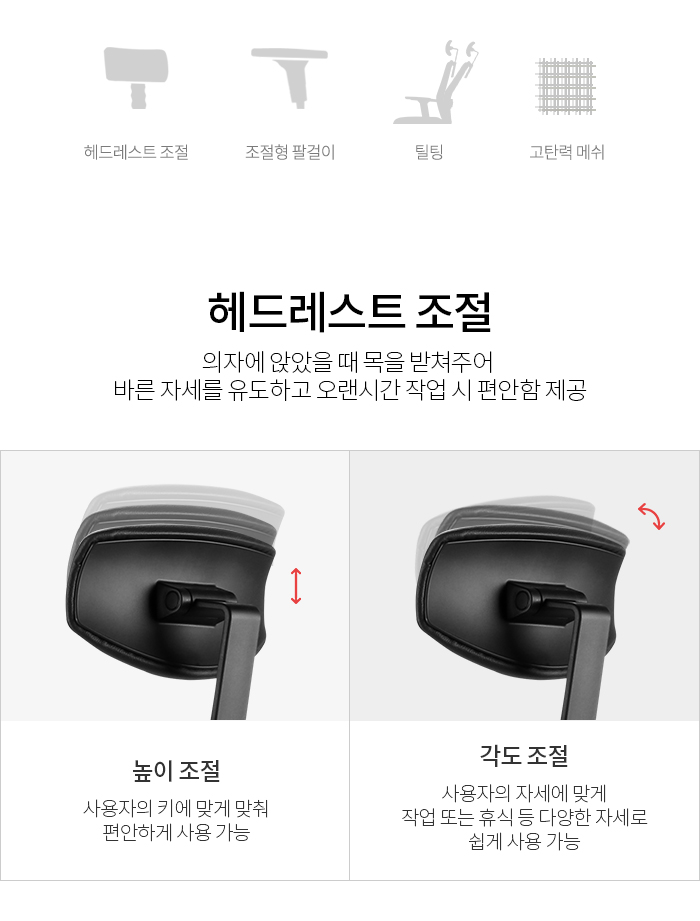 헤드레스트 조절
조절형 팔걸이
틸팅
고탄력 메쉬
헤드레스트 조절
의자에 앉았을 때 목을 받쳐주어
바른 자세를 유도하고 오랜시간 작업 시 편안함 제공
높이 조절
사용자의 키에 맞게 맞춰
편안하게 사용 가능
각도 조절
사용자의 자세에 맞게
작업 또는 휴식 등 다양한 자세로
쉽게 사용 가능